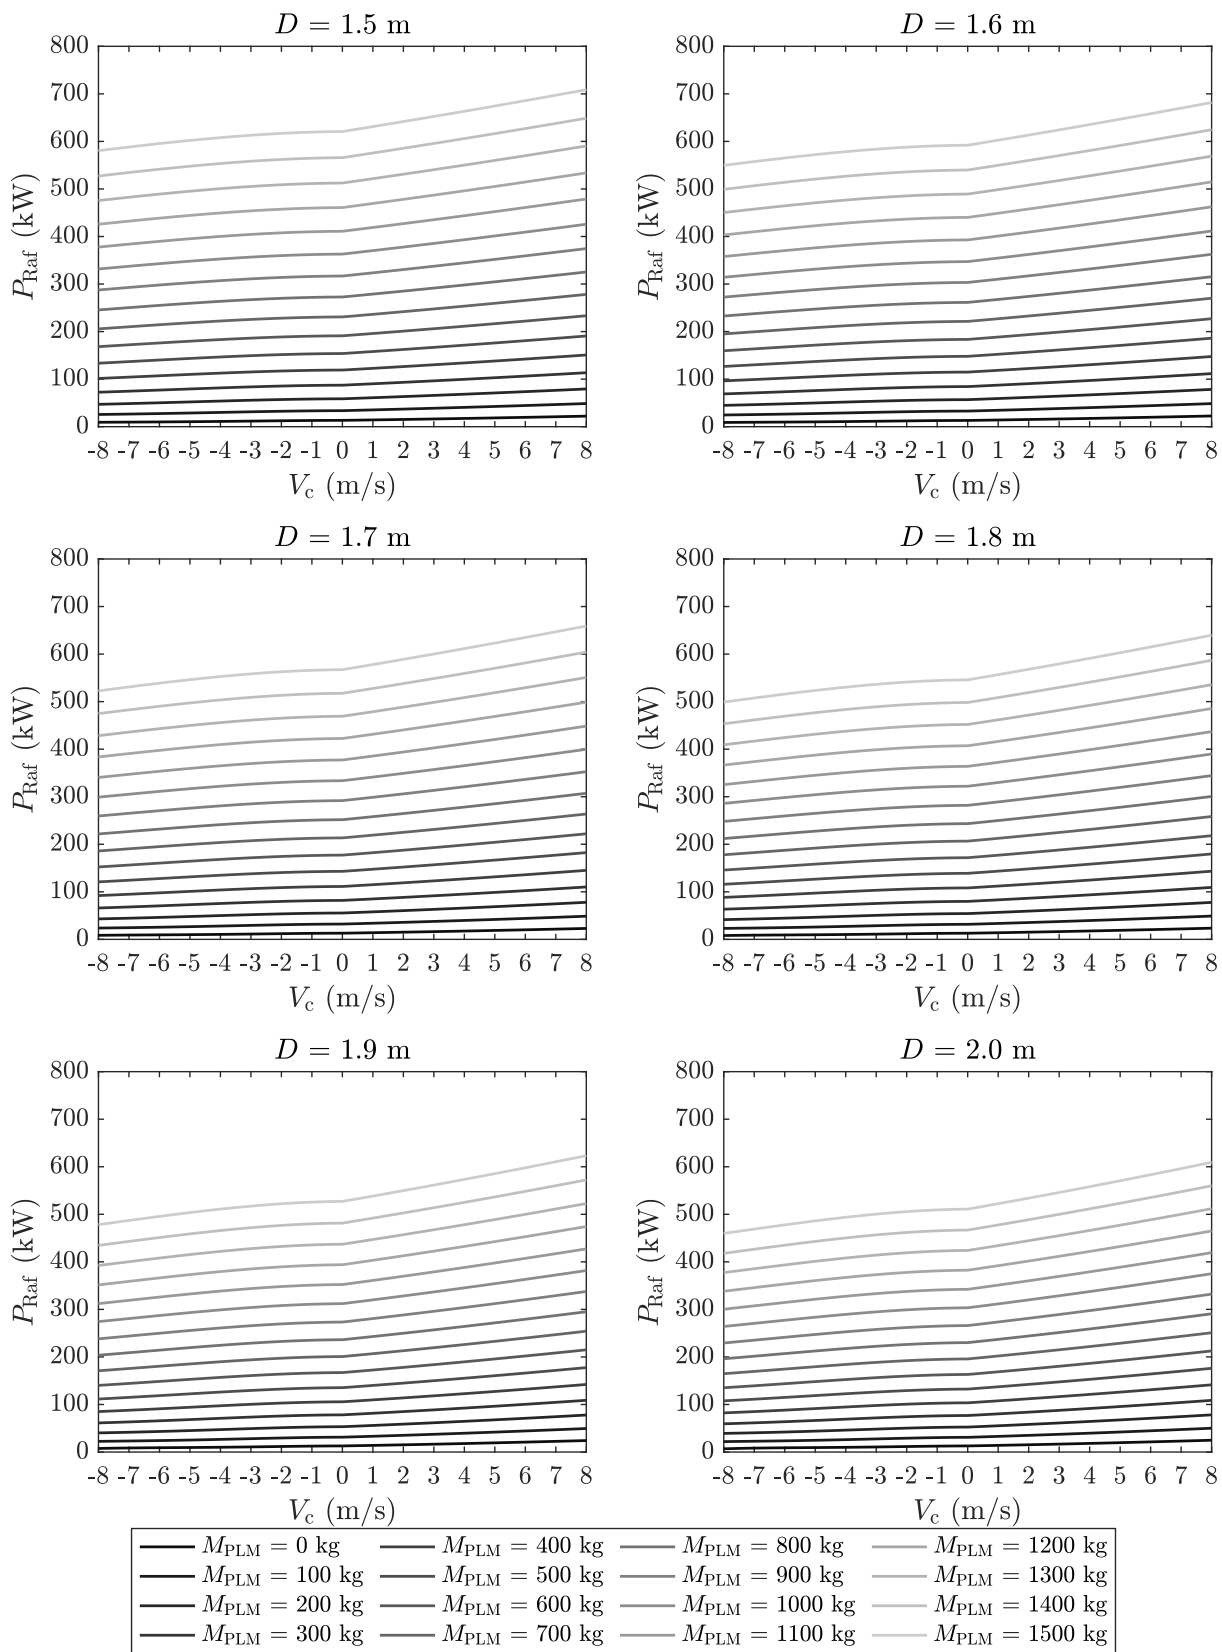 D = 1.5 m
800
700
600
500
400
300
200
100
0
P_Raf (kW)
-8 -7 -6 -5 -4 -3 -2 -1 0 1 2 3 4 5 6 7 8
V_c (m/s)
D = 1.6 m
800
700
600
500
400
300
200
100
0
P_Raf (kW)
-8 -7 -6 -5 -4 -3 -2 -1 0 1 2 3 4 5 6 7 8
V_c (m/s)
D = 1.7 m
800
700
600
500
400
300
200
100
0
P_Raf (kW)
-8 -7 -6 -5 -4 -3 -2 -1 0 1 2 3 4 5 6 7 8
V_c (m/s)
D = 1.8 m
800
700
600
500
400
300
200
100
0
P_Raf (kW)
-8 -7 -6 -5 -4 -3 -2 -1 0 1 2 3 4 5 6 7 8
V_c (m/s)
D = 1.9 m
800
700
600
500
400
300
200
100
0
P_Raf (kW)
-8 -7 -6 -5 -4 -3 -2 -1 0 1 2 3 4 5 6 7 8
V_c (m/s)
D = 2.0 m
800
700
600
500
400
300
200
100
0
P_Raf (kW)
-8 -7 -6 -5 -4 -3 -2 -1 0 1 2 3 4 5 6 7 8
V_c (m/s)
M_PLM = 0 kg M_PLM = 400 kg M_PLM = 800 kg M_PLM = 1200 kg
M_PLM = 100 kg M_PLM = 500 kg M_PLM = 900 kg M_PLM = 1300 kg
M_PLM = 200 kg M_PLM = 600 kg M_PLM = 1000 kg M_PLM = 1400 kg
M_PLM = 300 kg M_PLM = 700 kg M_PLM = 1100 kg M_PLM = 1500 kg